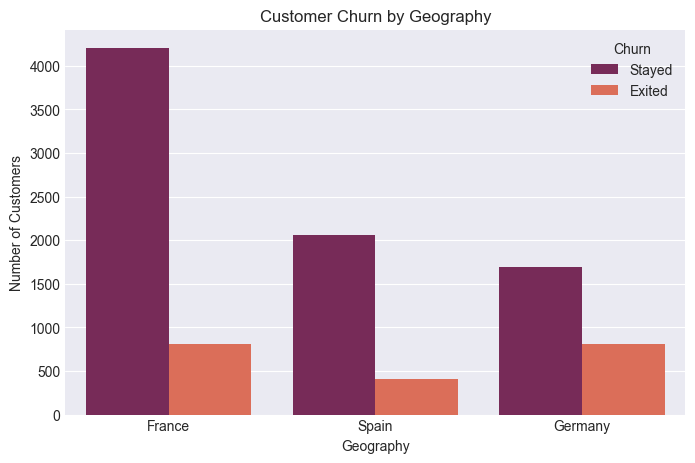 Customer Churn by Geography
Churn
Stayed
Exited
Number of Customers
4000
3500
3000
2500
2000
1500
1000
500
0
France
Spain
Germany
Geography